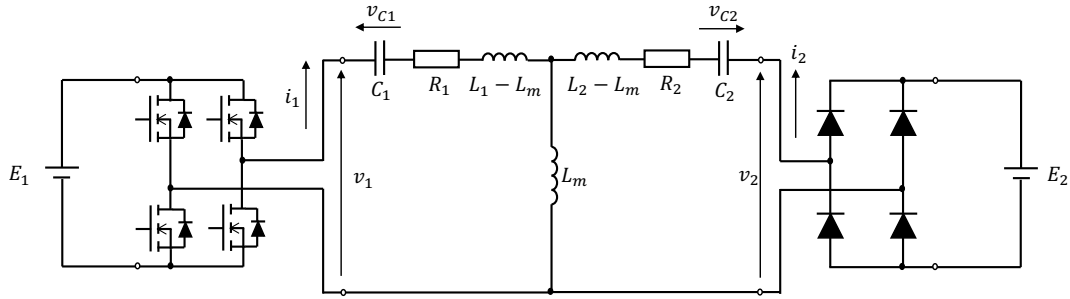 v_{C1}
v_{C2}
i_1
C_1
R_1
L_1 − L_m
L_2 − L_m
R_2
C_2
i_2
E_1
v_1
L_m
v_2
E_2